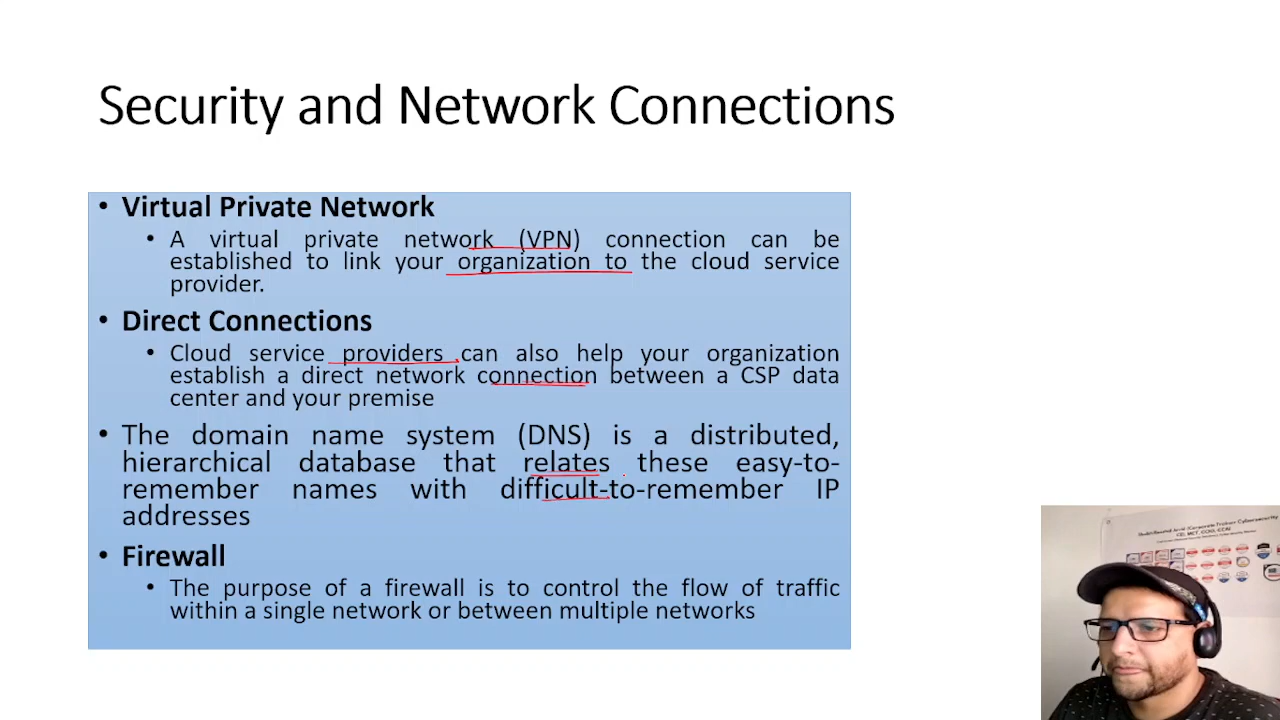 Security and Network Connections
• Virtual Private Network
• A virtual private network (VPN) connection can be
established to link your organization to the cloud service
provider.
• Direct Connections
• Cloud service providers can also help your organization
establish a direct network connection between a CSP data
center and your premise
• The domain name system (DNS) is a distributed,
hierarchical database that relates these easy-to-
remember names with difficult-to-remember IP
addresses
• Firewall
• The purpose of a firewall is to control the flow of traffic
within a single network or between multiple networks